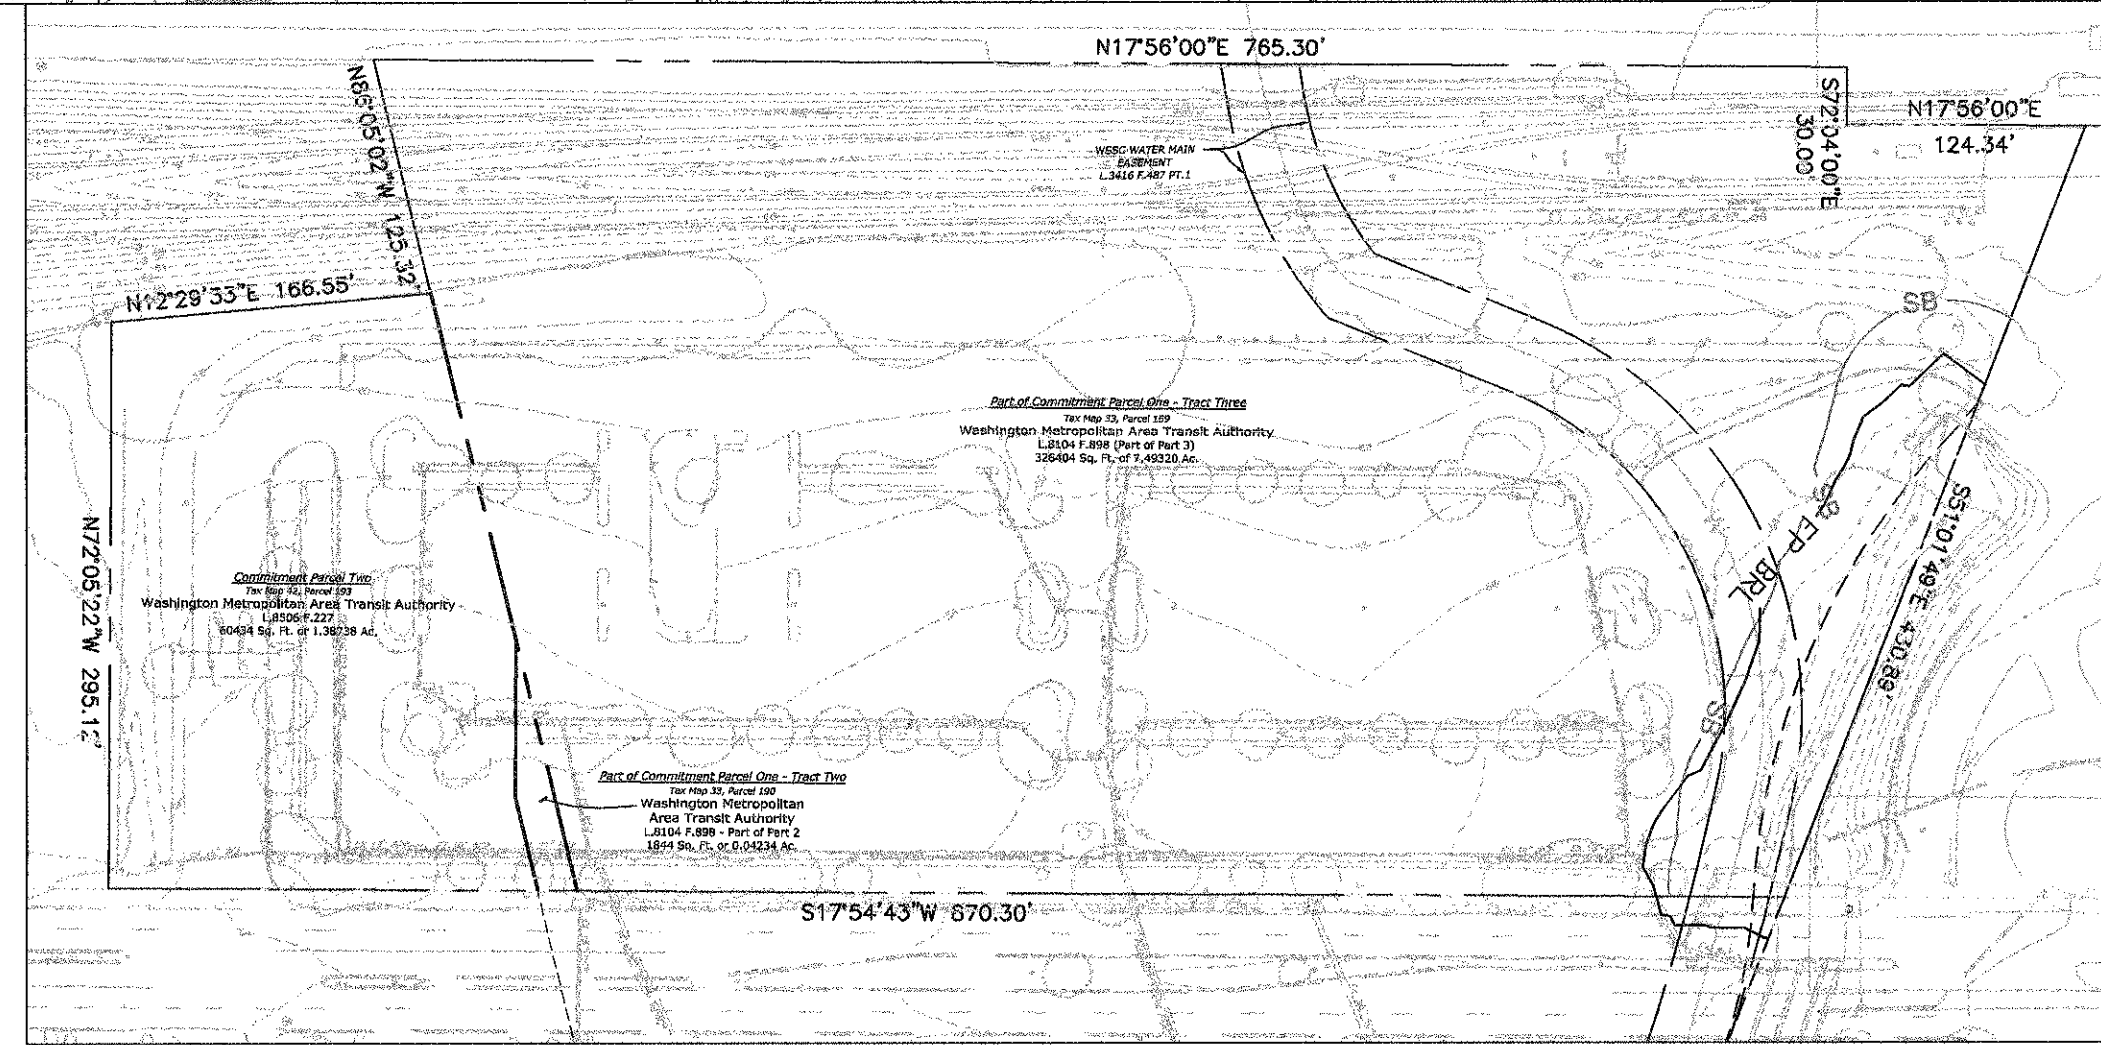 N17°56'00"E 765.30'
N86°05'02"W 125.32'
S72°04'00"E
30.00
N17°56'00"E
124.34'
WSSC WATER MAIN
EASEMENT
L.3416 F.487 PT.1
N12°29'33"E 166.55'
SB
Part of Commitment Parcel One - Tract Three
Tax Map 33, Parcel 159
Washington Metropolitan Area Transit Authority
L.8104 F.898 (Part of Part 3)
326404 Sq. Ft. of 7.49320 Ac.
SB
EP
BRL
S51°01'49"E 430.89'
N72°05'22"W 295.16'
Commitment Parcel Two
Tax Map 42, Parcel 193
Washington Metropolitan Area Transit Authority
L.8506 F.227
60434 Sq. Ft. or 1.38738 Ac.
SB
Part of Commitment Parcel One - Tract Two
Tax Map 33, Parcel 190
Washington Metropolitan
Area Transit Authority
L.8104 F.898 - Part of Part 2
1844 Sq. Ft. or 0.04234 Ac.
S17°54'43"W 870.30'